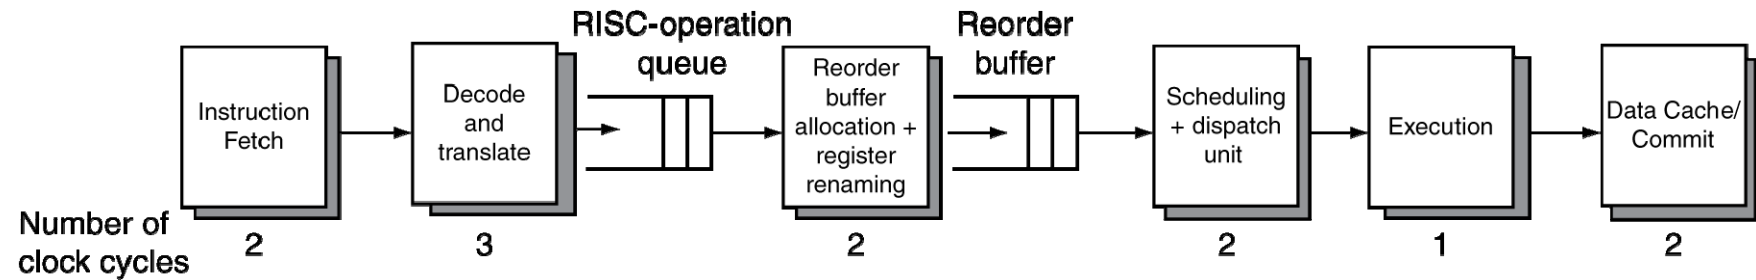 RISC-operation
queue
Reorder
buffer
Instruction
Fetch
Decode
and
translate
Reorder
buffer
allocation +
register
renaming
Scheduling
+ dispatch
unit
Execution
Data Cache/
Commit
Number of
clock cycles
2
3
2
2
1
2